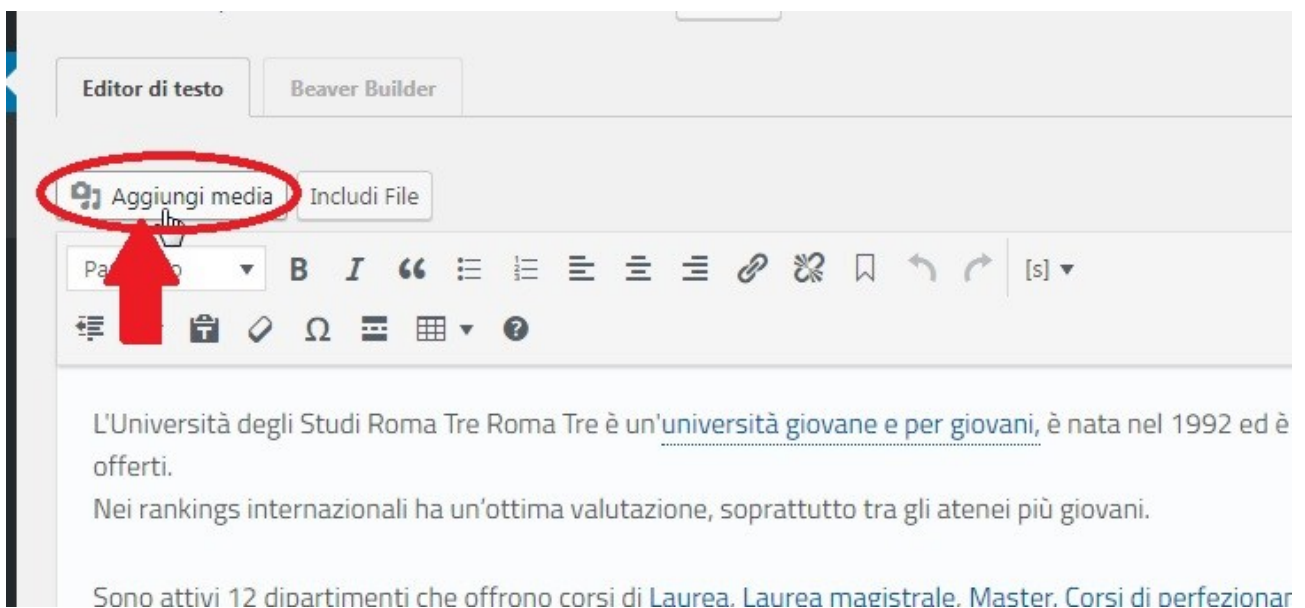 Editor di testo
Beaver Builder
Aggiungi media
Includi File
[s]
L'Università degli Studi Roma Tre Roma Tre è un'università giovane e per giovani, è nata nel 1992 ed è
offerti.
Nei rankings internazionali ha un’ottima valutazione, soprattutto tra gli atenei più giovani.
Sono attivi 12 dipartimenti che offrono corsi di Laurea, Laurea magistrale, Master, Corsi di